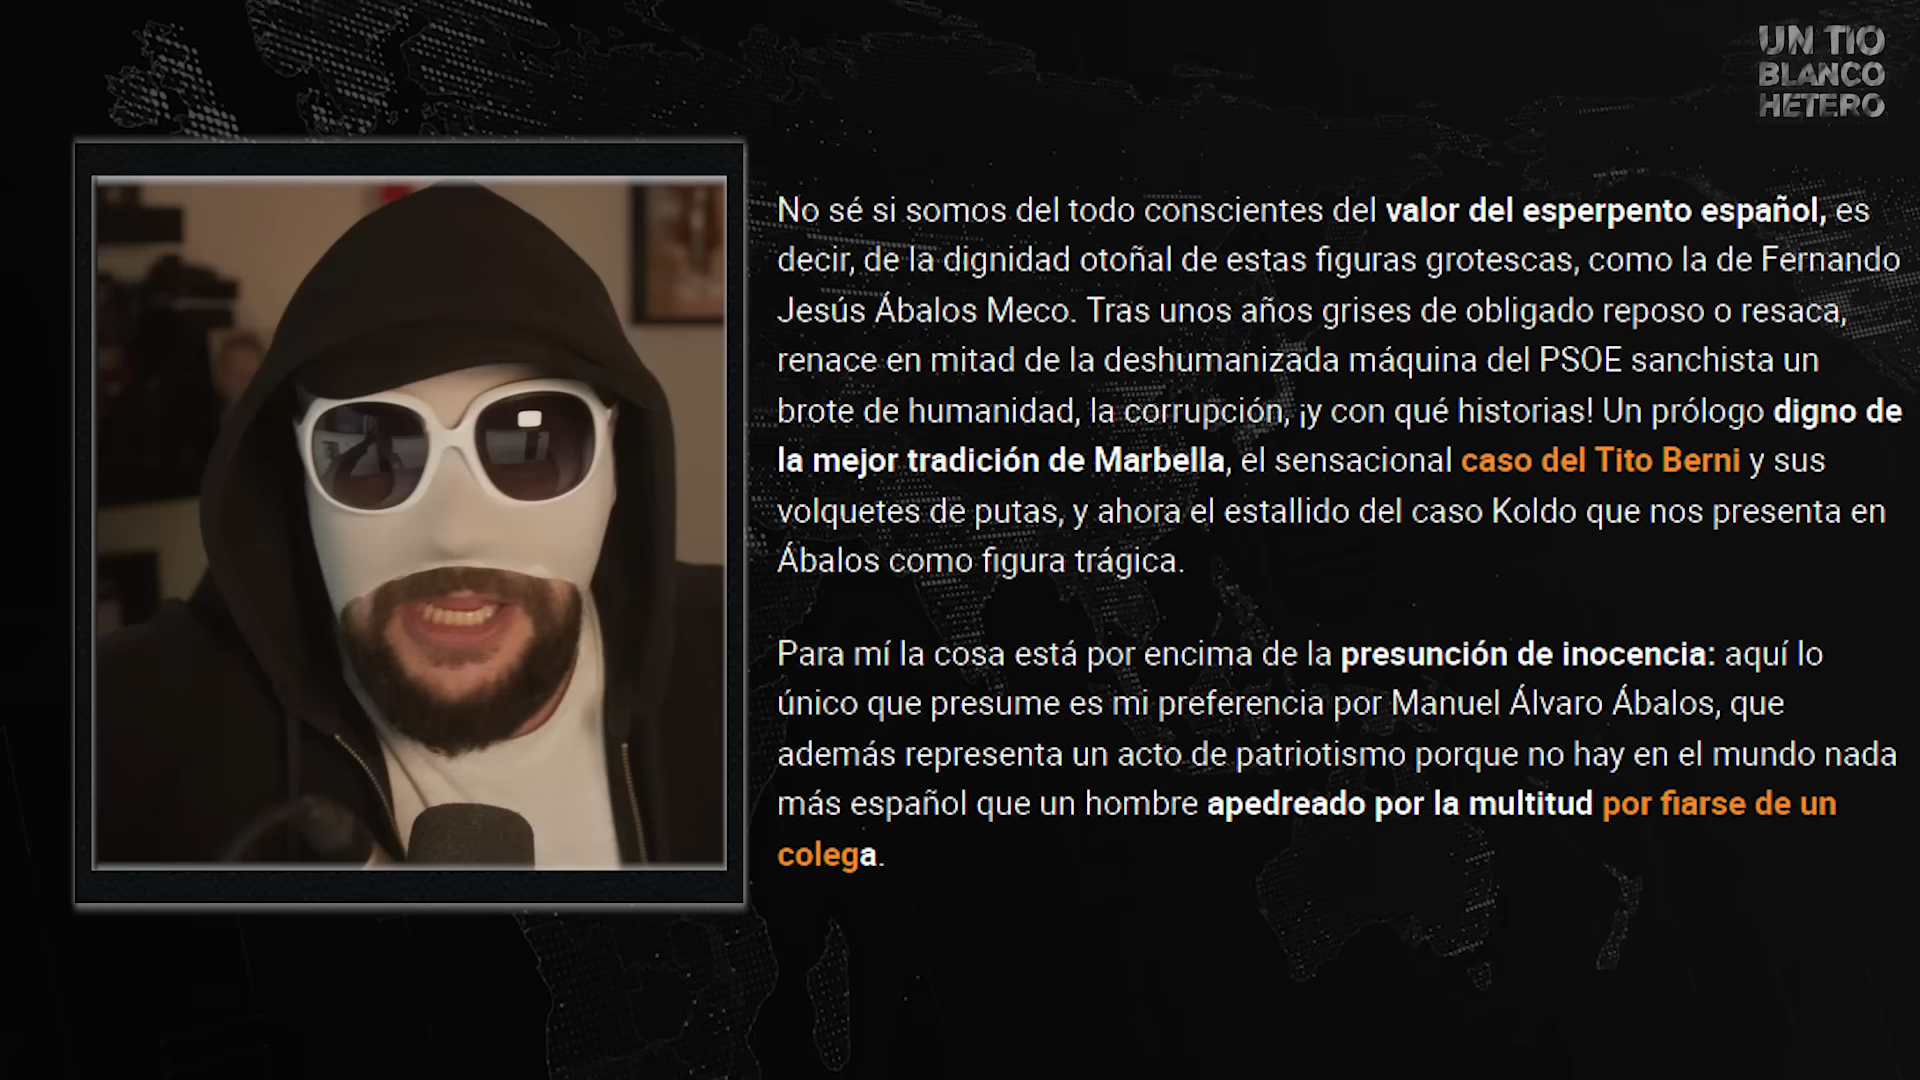 UN TIO
BLANCO
HETERO
No sé si somos del todo conscientes del valor del esperpento español, es
decir, de la dignidad otoñal de estas figuras grotescas, como la de Fernando
Jesús Ábalos Meco. Tras unos años grises de obligado reposo o resaca,
renace en mitad de la deshumanizada máquina del PSOE sanchista un
brote de humanidad, la corrupción, ¡y con qué historias! Un prólogo digno de
la mejor tradición de Marbella, el sensacional caso del Tito Berni y sus
volquetes de putas, y ahora el estallido del caso Koldo que nos presenta en
Ábalos como figura trágica.
Para mí la cosa está por encima de la presunción de inocencia: aquí lo
único que presume es mi preferencia por Manuel Álvaro Ábalos, que
además representa un acto de patriotismo porque no hay en el mundo nada
más español que un hombre apedreado por la multitud por fiarse de un
colega.